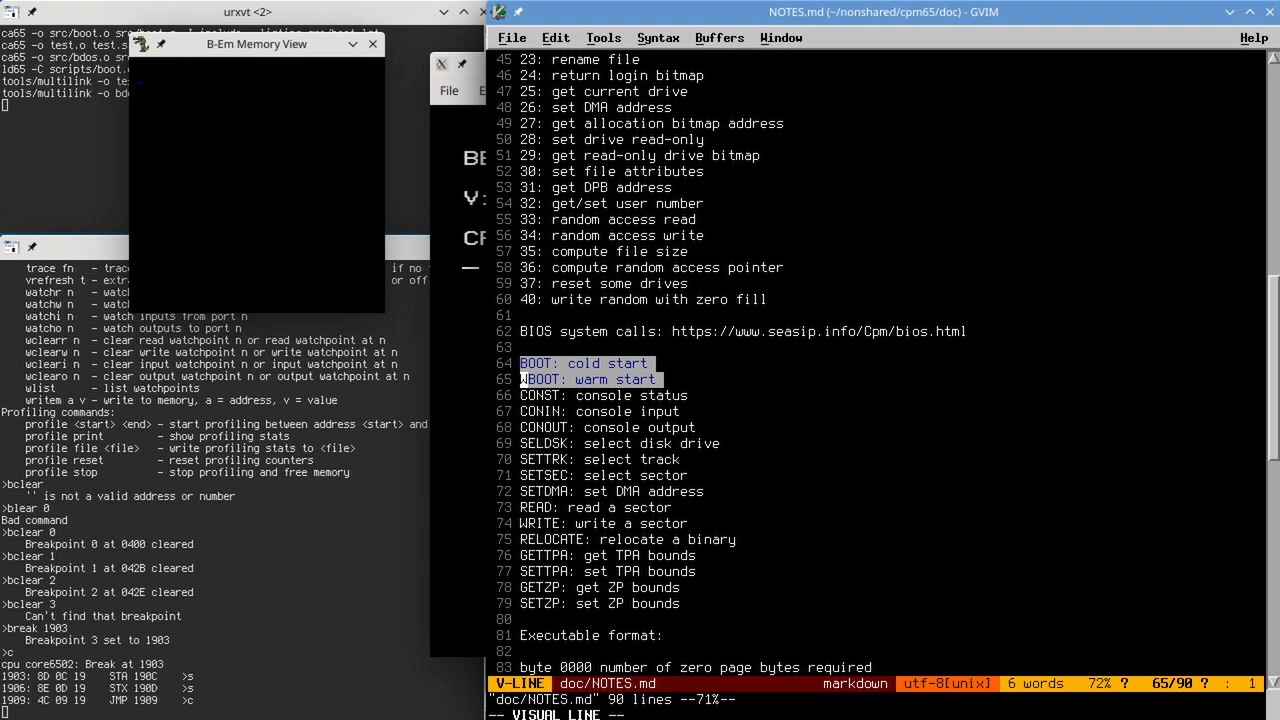 urxvt <2>
ca65 -o src/boot.o
ca65 -o test.o test.s
ca65 -o src/bdos.o src
ld65 -C scripts/boot.
tools/multilink -o te
tools/multilink -o bd
B-Em Memory View
File
BE
CP
trace fn - trac if no
vrefresh t - extr or off
watchr n - watch
watchw n - watch
watchi n - watch inputs from port n
watcho n - watch outputs to port n
wclearr n - clear read watchpoint n or read watchpoint at n
wclearw n - clear write watchpoint n or write watchpoint at n
wcleari n - clear input watchpoint n or input watchpoint at n
wclearo n - clear output watchpoint n or output watchpoint at n
wlist - list watchpoints
writem a v - write to memory, a = address, v = value
Profiling commands:
profile <start> <end> - start profiling between address <start> and
profile print - show profiling stats
profile file <file> - write profiling stats to <file>
profile reset - reset profiling counters
profile stop - stop profiling and free memory
>bclear
'' is not a valid address or number
>blear 0
Bad command
>bclear 0
Breakpoint 0 at 0400 cleared
>bclear 1
Breakpoint 1 at 042B cleared
>bclear 2
Breakpoint 2 at 042E cleared
>bclear 3
Can't find that breakpoint
>break 1903
Breakpoint 3 set to 1903
>c
cpu core6502: Break at 1903
1903: 8D 0C 19 STA 190C >s
1906: 8E 0D 19 STX 190D >s
1909: 4C 09 19 JMP 1909 >c
NOTES.md (~/nonshared/cpm65/doc) - GVIM
File Edit Tools Syntax Buffers Window Help
45 23: rename file
46 24: return login bitmap
47 25: get current drive
48 26: set DMA address
49 27: get allocation bitmap address
50 28: set drive read-only
51 29: get read-only drive bitmap
52 30: set file attributes
53 31: get DPB address
54 32: get/set user number
55 33: random access read
56 34: random access write
57 35: compute file size
58 36: compute random access pointer
59 37: reset some drives
60 40: write random with zero fill
61
62 BIOS system calls: https://www.seasip.info/Cpm/bios.html
63
64 BOOT: cold start
65 WBOOT: warm start
66 CONST: console status
67 CONIN: console input
68 CONOUT: console output
69 SELDSK: select disk drive
70 SETTRK: select track
71 SETSEC: select sector
72 SETDMA: set DMA address
73 READ: read a sector
74 WRITE: write a sector
75 RELOCATE: relocate a binary
76 GETTPA: get TPA bounds
77 SETTPA: set TPA bounds
78 GETZP: get ZP bounds
79 SETZP: set ZP bounds
80
81 Executable format:
82
83 byte 0000 number of zero page bytes required
V-LINE doc/NOTES.md markdown utf-8[unix] 6 words 72% ? 65/90 ? : 1
"doc/NOTES.md" 90 lines --71%--
-- VISUAL LINE --